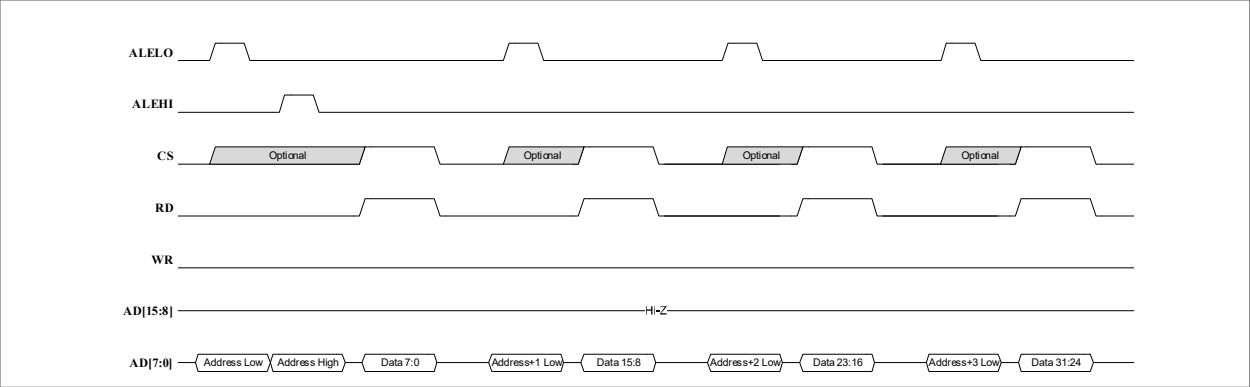 ALELO
ALEHI
CS Optional Optional Optional Optional
RD
WR
AD[15:8] Hi-Z
AD[7:0] Address Low Address High Data 7:0 Address+1 Low Data 15:8 Address+2 Low Data 23:16 Address+3 Low Data 31:24